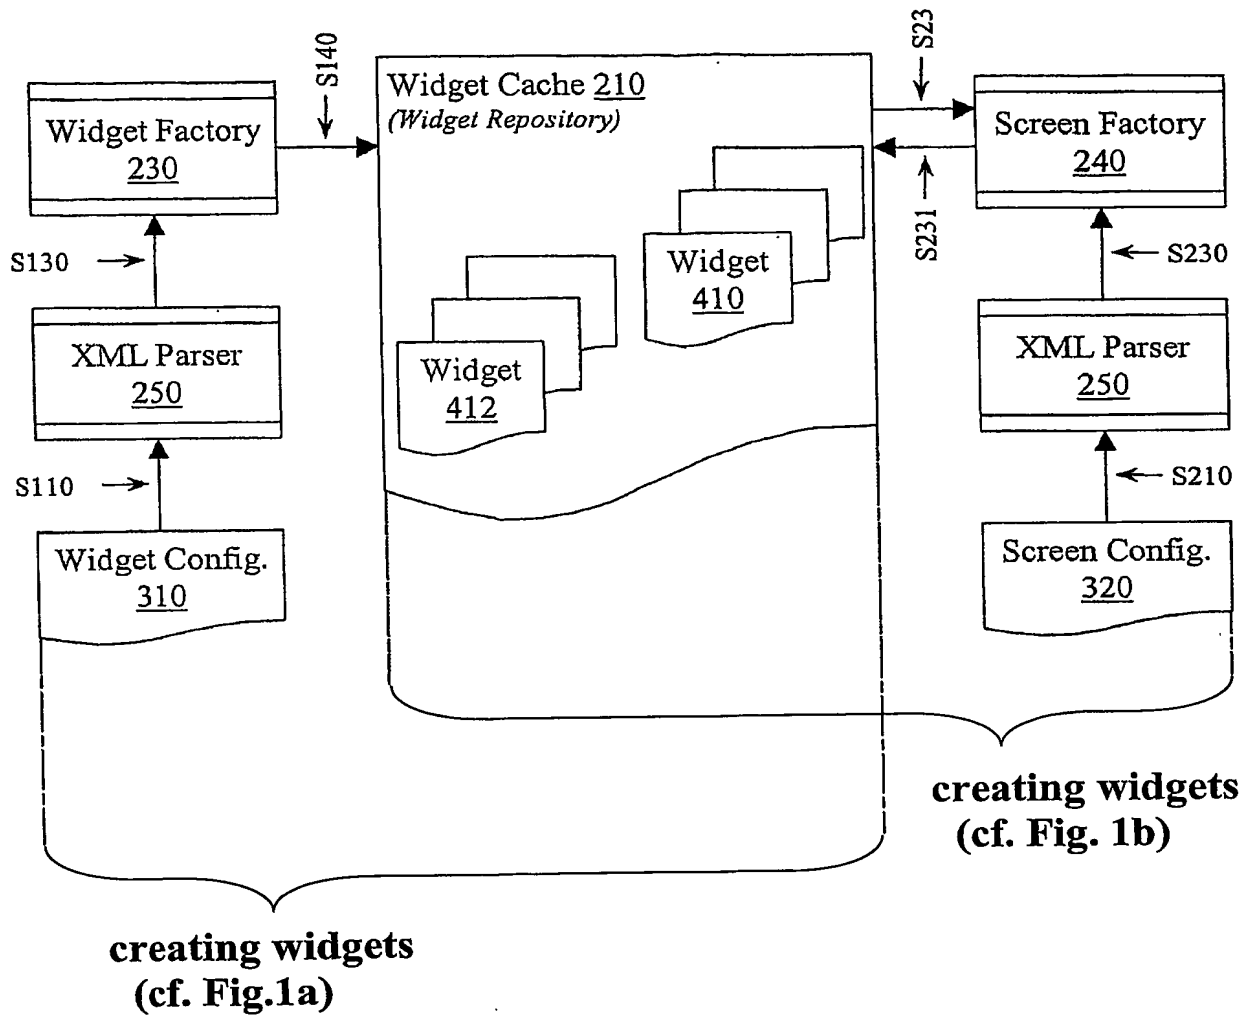 S140
S23
Widget Cache 210
(Widget Repository)
Widget Factory
230
Screen Factory
240
S231
S130
S230
Widget
410
XML Parser
250
Widget
412
XML Parser
250
S110
S210
Widget Config.
310
Screen Config.
320
creating widgets
(cf. Fig. 1b)
creating widgets
(cf. Fig.1a)